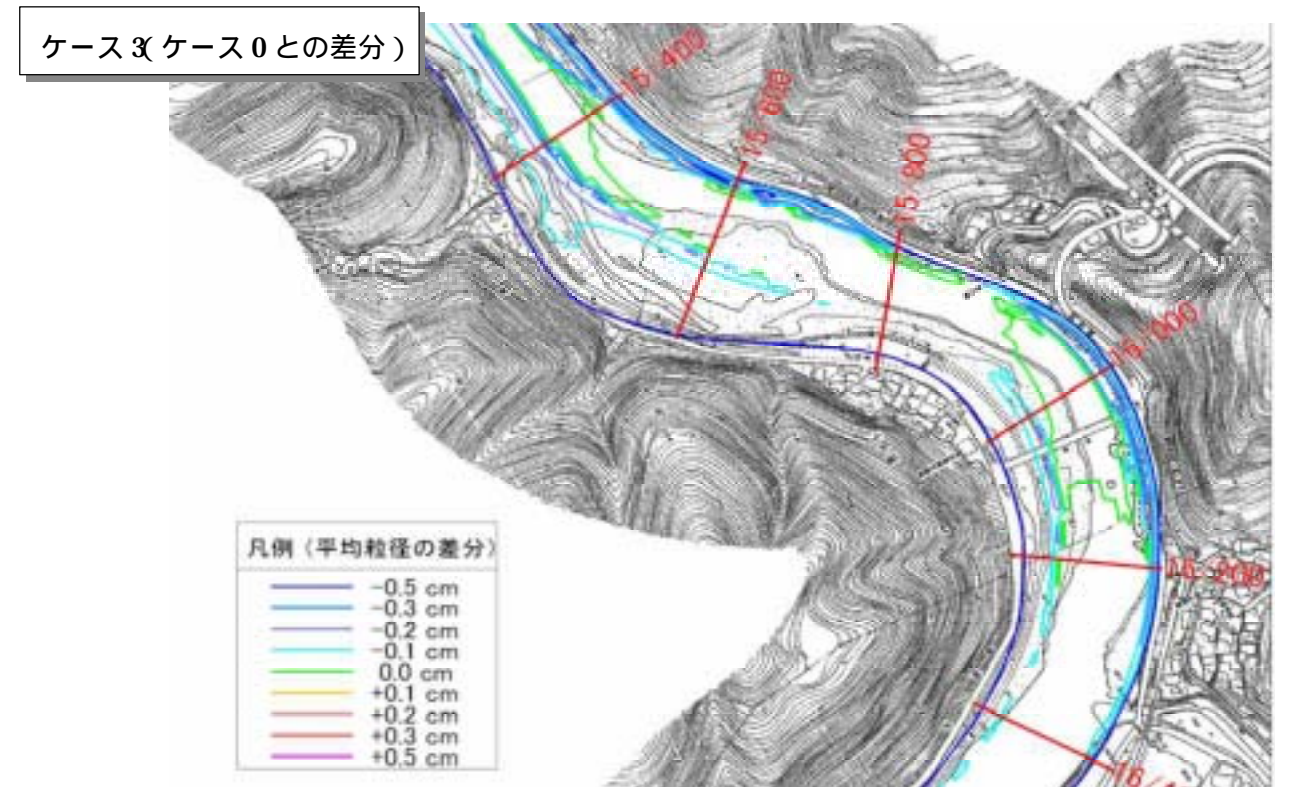 ケース3(ケース0との差分)
15/400
15/600
15/800
16/000
凡例(平均粒径の差分)
-0.5 cm
-0.3 cm
-0.2 cm
-0.1 cm
0.0 cm
+0.1 cm
+0.2 cm
+0.3 cm
+0.5 cm